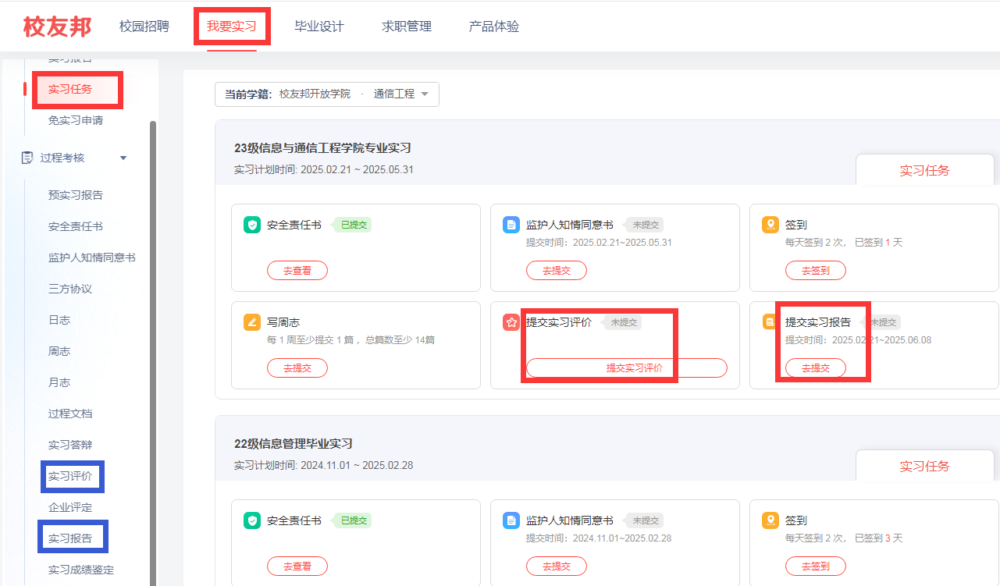 校友邦
校园招聘
我要实习
毕业设计
求职管理
产品体验
实习报告
实习任务
免实习申请
过程考核
预实习报告
安全责任书
监护人知情同意书
三方协议
日志
周志
月志
过程文档
实习答辩
实习评价
企业评定
实习报告
实习成绩鉴定
当前学籍: 校友邦开放学院 · 通信工程
23级信息与通信工程学院专业实习
实习计划时间: 2025.02.21 ~ 2025.05.31
实习任务
安全责任书 已提交
去查看
监护人知情同意书 未提交
提交时间: 2025.02.21~2025.05.31
去提交
签到
每天签到 2 次, 已签到 1 天
去签到
写周志
每 1 周至少提交 1 篇 , 总篇数至少 14篇
去提交
提交实习评价 未提交
提交实习评价
提交实习报告 未提交
提交时间: 2025.02.21~2025.06.08
去提交
22级信息管理毕业实习
实习计划时间: 2024.11.01 ~ 2025.02.28
实习任务
安全责任书 已提交
去查看
监护人知情同意书 未提交
提交时间: 2024.11.01~2025.02.28
去提交
签到
每天签到 2 次, 已签到 3 天
去签到